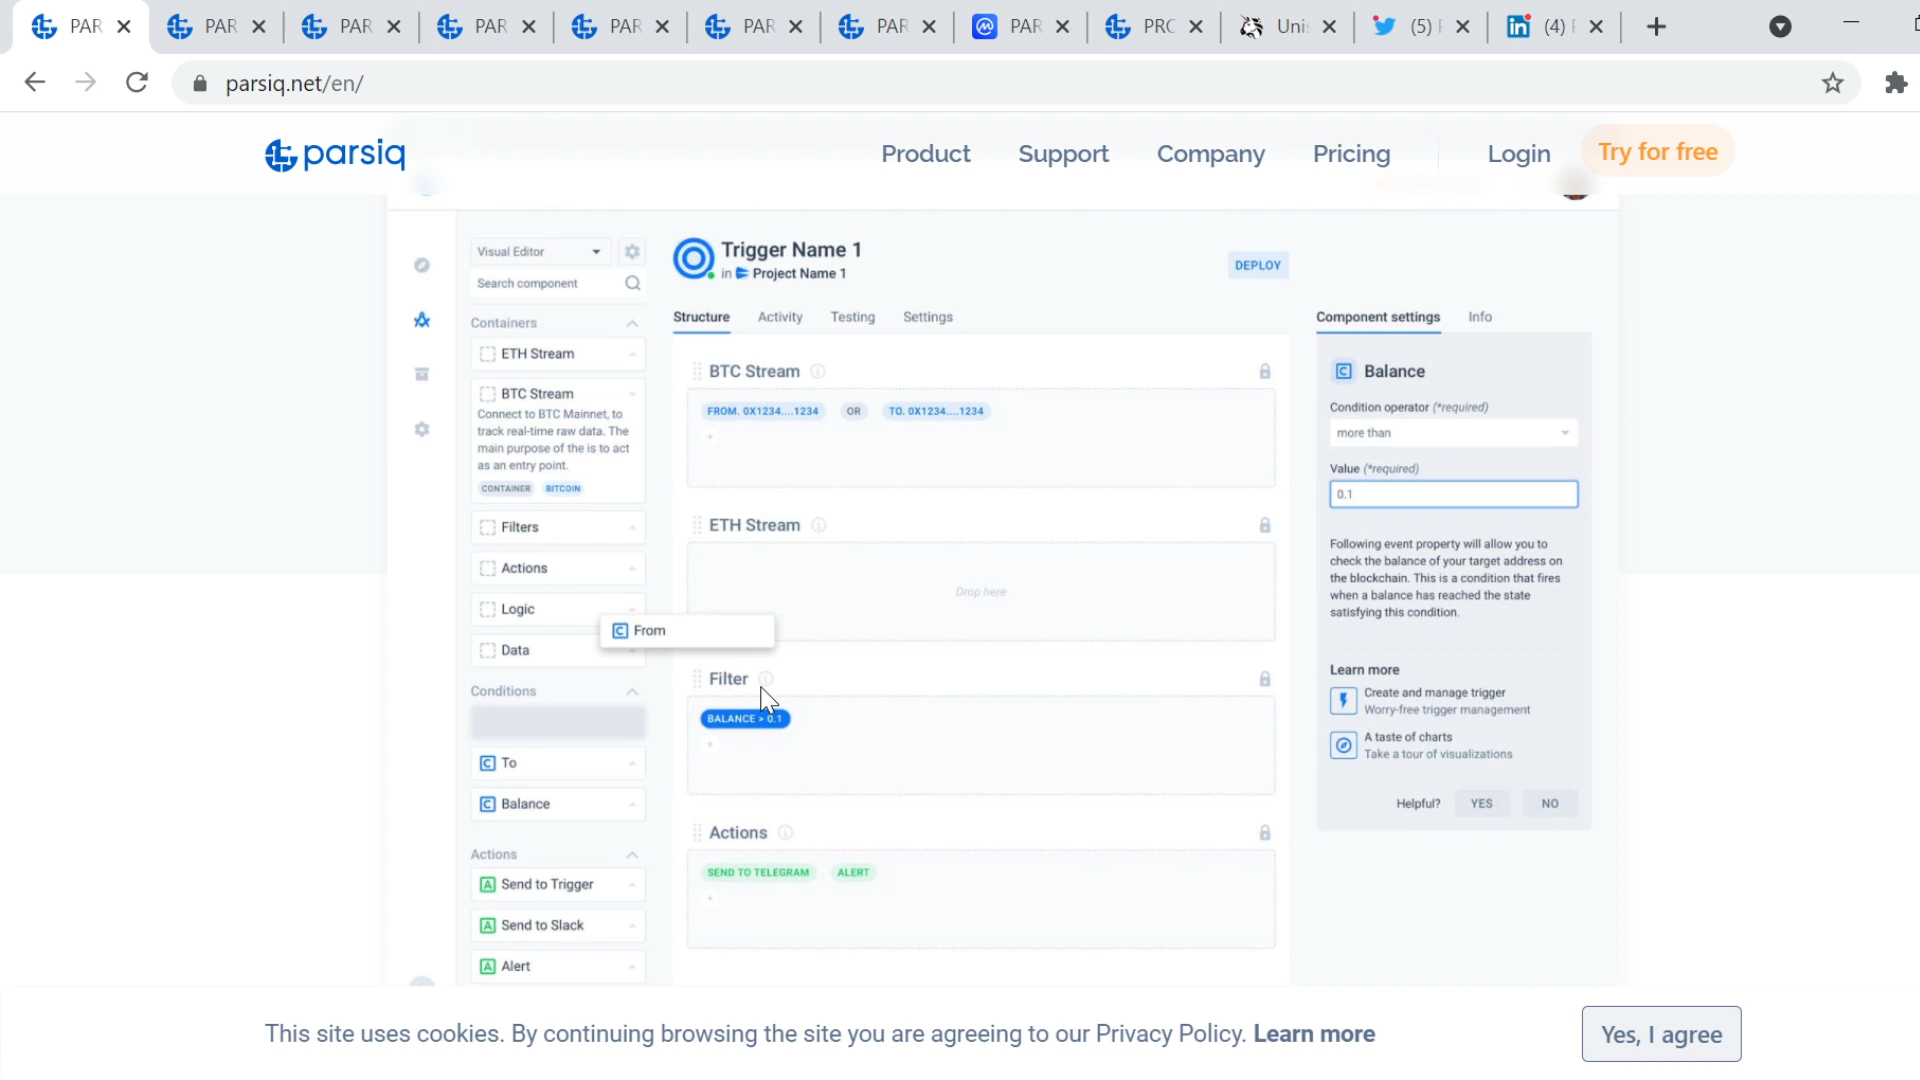 PAR
PAR
PAR
PAR
PAR
PAR
PAR
PAR
PRC
Unis
(5)
(4)
parsiq.net/en/
parsiq
Product
Support
Company
Pricing
Login
Try for free
Visual Editor
Search component
Containers
ETH Stream
BTC Stream
Connect to BTC Mainnet, to
track real-time raw data. The
main purpose of the is to act
as an entry point.
CONTAINER BITCOIN
Filters
Actions
Logic
Data
From
Conditions
To
Balance
Actions
Send to Trigger
Send to Slack
Alert
Trigger Name 1
in Project Name 1
DEPLOY
Structure Activity Testing Settings
BTC Stream
FROM. 0X1234....1234 OR TO. 0X1234....1234
ETH Stream
Drop here
Filter
BALANCE > 0.1
Actions
SEND TO TELEGRAM ALERT
Component settings Info
Balance
Condition operator (*required)
more than
Value (*required)
0.1
Following event property will allow you to
check the balance of your target address on
the blockchain. This is a condition that fires
when a balance has reached the state
satisfying this condition.
Learn more
Create and manage trigger
Worry-free trigger management
A taste of charts
Take a tour of visualizations
Helpful? YES NO
This site uses cookies. By continuing browsing the site you are agreeing to our Privacy Policy. Learn more
Yes, I agree